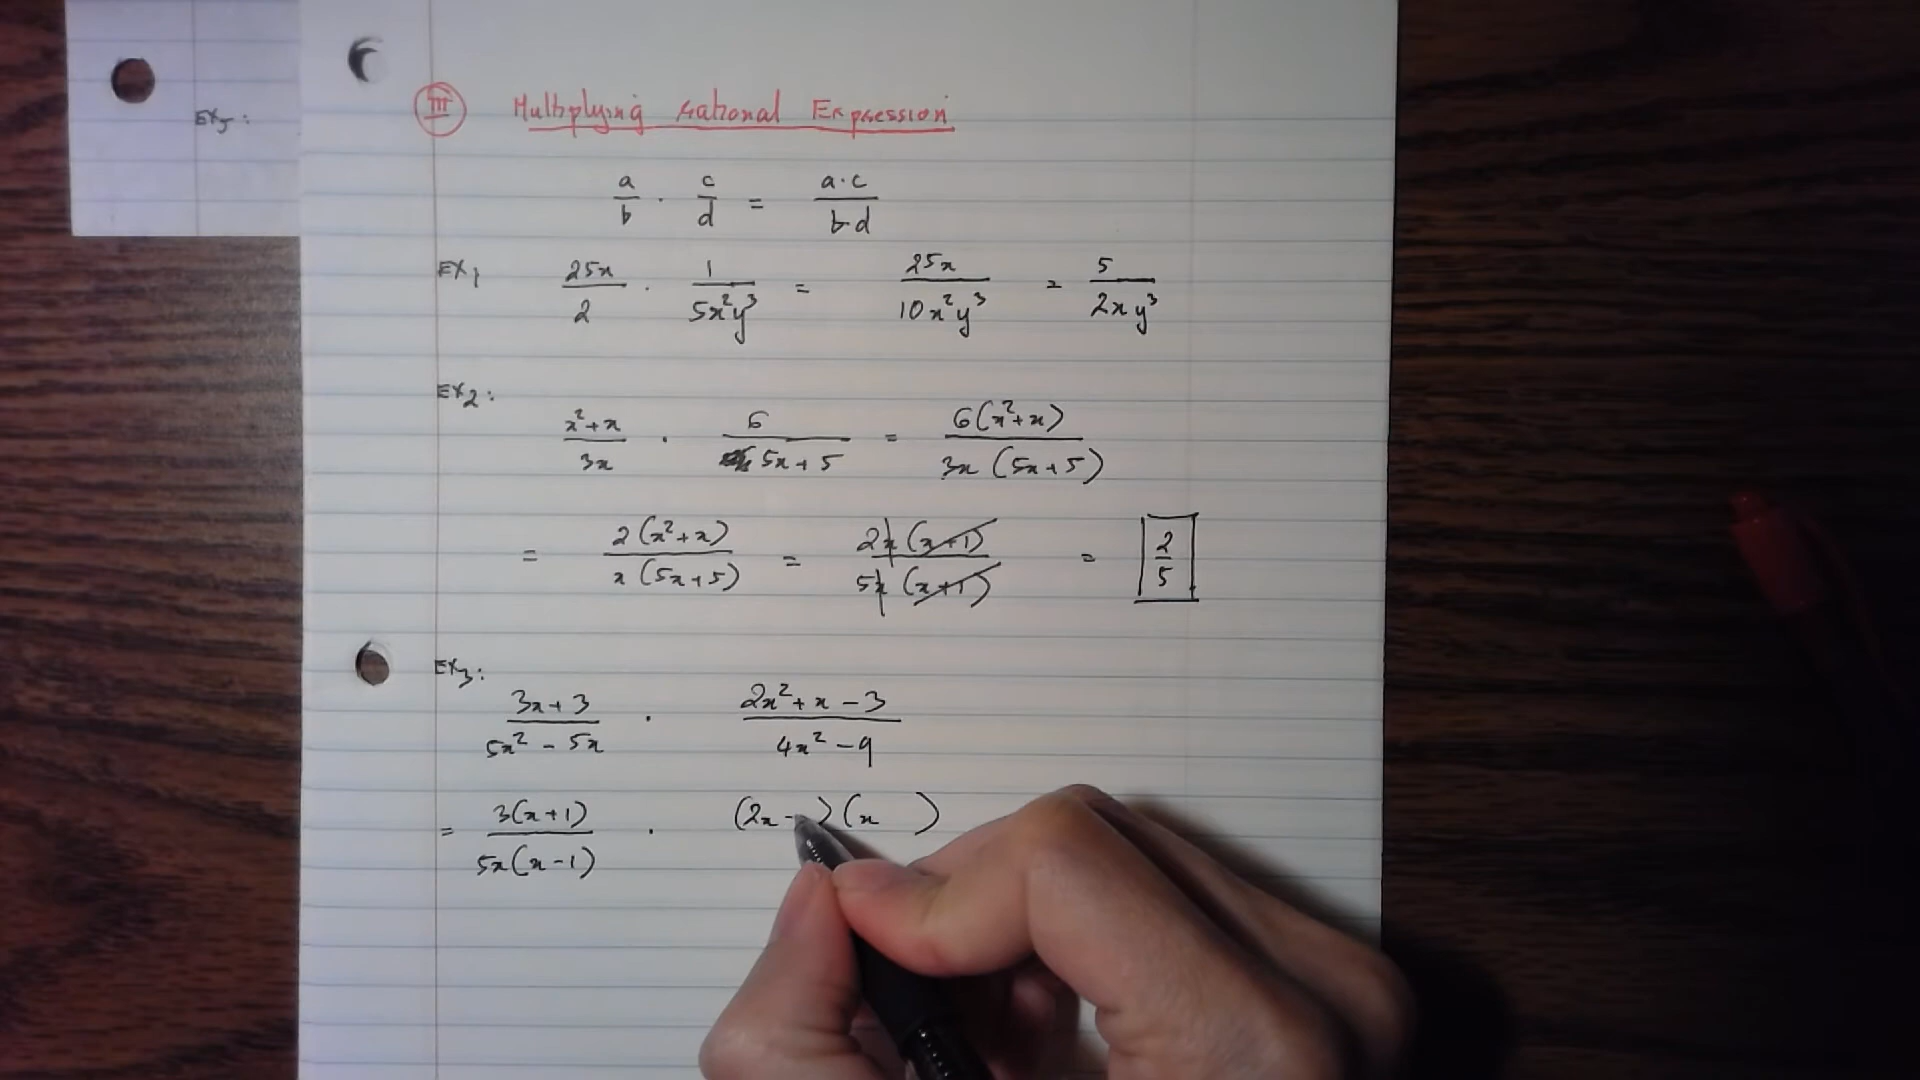 EX5:
III Multiplying rational Expression
a/b · c/d = a·c/b·d
EX1 25x/2 · 1/5x²y³ = 25x/10x²y³ = 5/2xy³
EX2:
x²+x/3x · 6/5x+5 = 6(x²+x)/3x(5x+5)
= 2(x²+x)/x(5x+5) = 2x(x+1)/5x(x+1) = 2/5
EX3:
3x+3/5x²-5x · 2x²+x-3/4x²-9
= 3(x+1)/5x(x-1) · (2x- )(x )